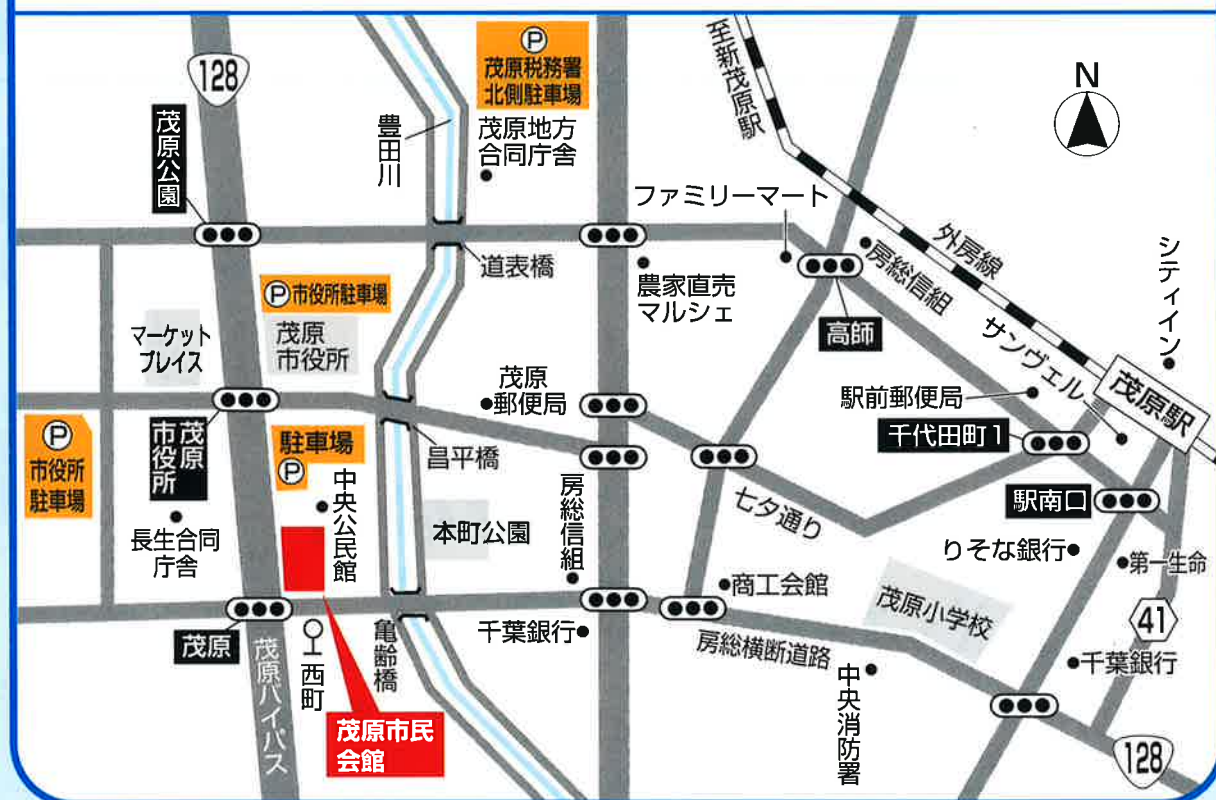 128
Ⓟ
茂原税務署
北側駐車場
至新茂原駅
N
茂原公園
豊田川
茂原地方
合同庁舎
ファミリーマート
道表橋
農家直売
マルシェ
房総信組
外房線
シティイン
高師
サンヴェル
Ⓟ市役所駐車場
マーケット
プレイス
茂原
市役所
茂原
郵便局
駅前郵便局
茂原駅
千代田町1
Ⓟ
市役所
駐車場
茂原
市役所
駐車場
Ⓟ
昌平橋
中央公民館
本町公園
房総信組
七夕通り
駅南口
長生合同
庁舎
りそな銀行
第一生命
商工会館
茂原小学校
41
茂原
茂原バイパス
西町
亀齢橋
千葉銀行
房総横断道路
中央消防署
千葉銀行
茂原市民
会館
128